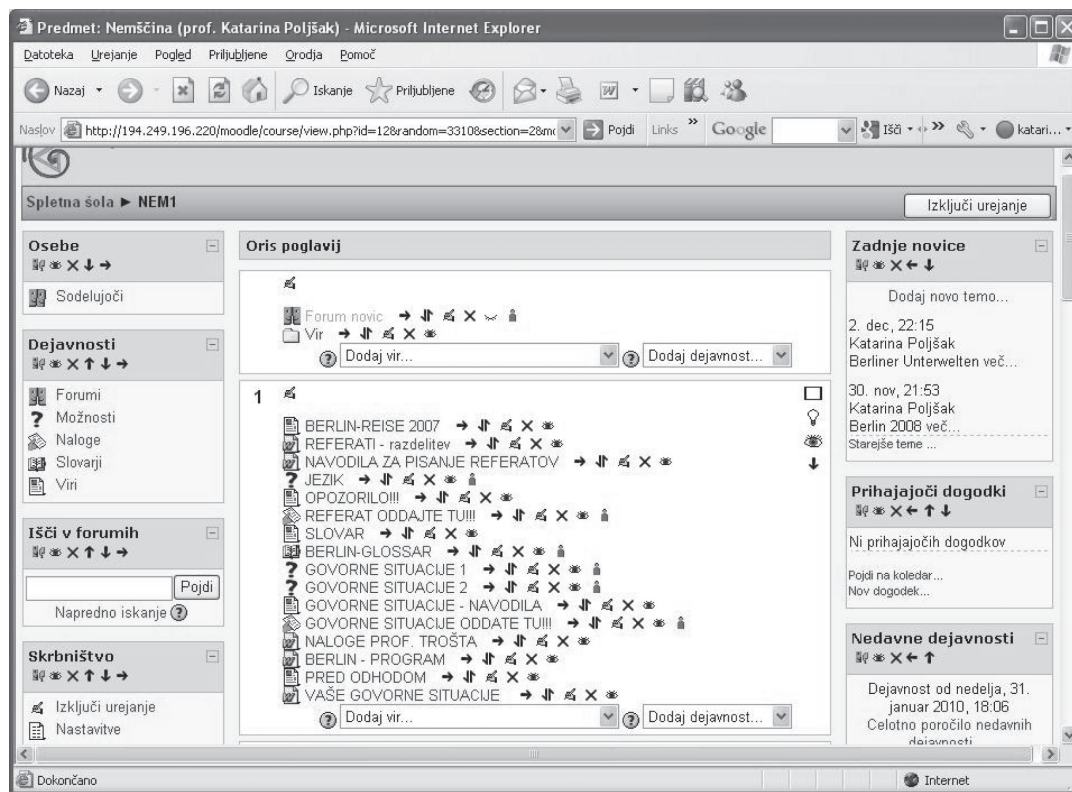 Predmet: Nemščina (prof. Katarina Poljšak) - Microsoft Internet Explorer
Datoteka Urejanje Pogled Priljubljene Orodja Pomoč
Nazaj Iskanje Priljubljene
Naslov http://194.249.196.220/moodle/course/view.php?id=12&random=3310&section=2&mo Pojdi Links » Google Išči » katari...
Spletna šola ► NEM1 Izključi urejanje
Osebe
Sodelujoči
Dejavnosti
Forumi
Možnosti
Naloge
Slovarji
Viri
Išči v forumih
Pojdi
Napredno iskanje ?
Skrbništvo
Izključi urejanje
Nastavitve
Oris poglavij
Forum novic
Vir
? Dodaj vir... ? Dodaj dejavnost...
1
BERLIN-REISE 2007
REFERATI - razdelitev
NAVODILA ZA PISANJE REFERATOV
? JEZIK
OPOZORILO!!!
REFERAT ODDAJTE TU!!!
SLOVAR
BERLIN-GLOSSAR
? GOVORNE SITUACIJE 1
? GOVORNE SITUACIJE 2
GOVORNE SITUACIJE - NAVODILA
GOVORNE SITUACIJE ODDATE TU!!!
NALOGE PROF. TROŠTA
BERLIN - PROGRAM
PRED ODHODOM
VAŠE GOVORNE SITUACIJE
? Dodaj vir... ? Dodaj dejavnost...
Zadnje novice
Dodaj novo temo...
2. dec, 22:15
Katarina Poljšak
Berliner Unterwelten več...
30. nov, 21:53
Katarina Poljšak
Berlin 2008 več...
Starejše teme ...
Prihajajoči dogodki
Ni prihajajočih dogodkov
Pojdi na koledar...
Nov dogodek...
Nedavne dejavnosti
Dejavnost od nedelja, 31.
januar 2010, 18:06
Celotno poročilo nedavnih
dejavnosti
Dokončano Internet